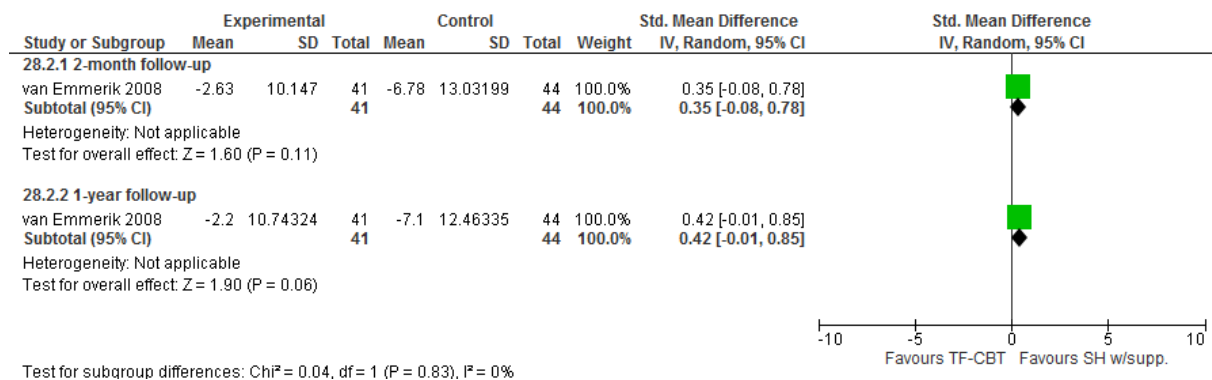 Experimental Control Std. Mean Difference Std. Mean Difference
Study or Subgroup Mean SD Total Mean SD Total Weight IV, Random, 95% CI IV, Random, 95% CI
28.2.1 2-month follow-up
van Emmerik 2008 -2.63 10.147 41 -6.78 13.03199 44 100.0% 0.35 [-0.08, 0.78]
Subtotal (95% CI) 41 44 100.0% 0.35 [-0.08, 0.78]
Heterogeneity: Not applicable
Test for overall effect: Z = 1.60 (P = 0.11)
28.2.2 1-year follow-up
van Emmerik 2008 -2.2 10.74324 41 -7.1 12.46335 44 100.0% 0.42 [-0.01, 0.85]
Subtotal (95% CI) 41 44 100.0% 0.42 [-0.01, 0.85]
Heterogeneity: Not applicable
Test for overall effect: Z = 1.90 (P = 0.06)
-10 -5 0 5 10
Favours TF-CBT Favours SH w/supp.
Test for subgroup differences: Chi² = 0.04, df = 1 (P = 0.83), I² = 0%